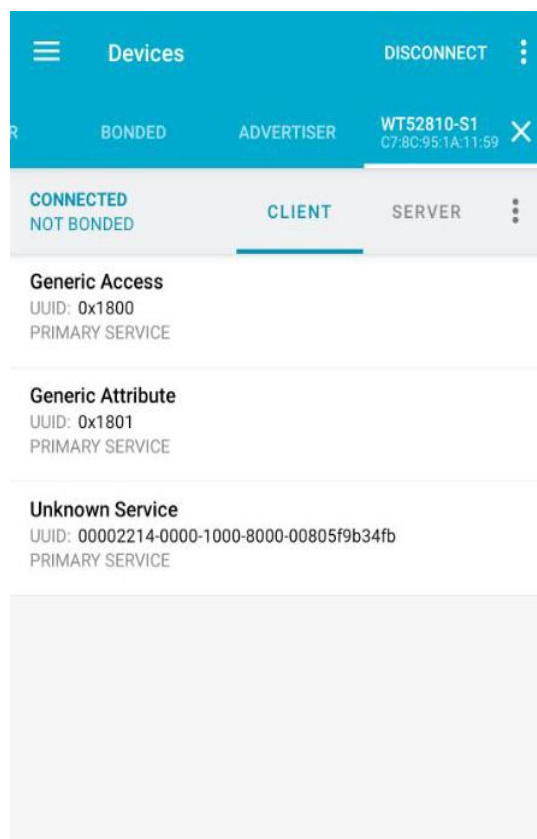 Devices
DISCONNECT
R
BONDED
ADVERTISER
WT52810-S1
C7:8C:95:1A:11:59
CONNECTED
NOT BONDED
CLIENT
SERVER
Generic Access
UUID: 0x1800
PRIMARY SERVICE
Generic Attribute
UUID: 0x1801
PRIMARY SERVICE
Unknown Service
UUID: 00002214-0000-1000-8000-00805f9b34fb
PRIMARY SERVICE